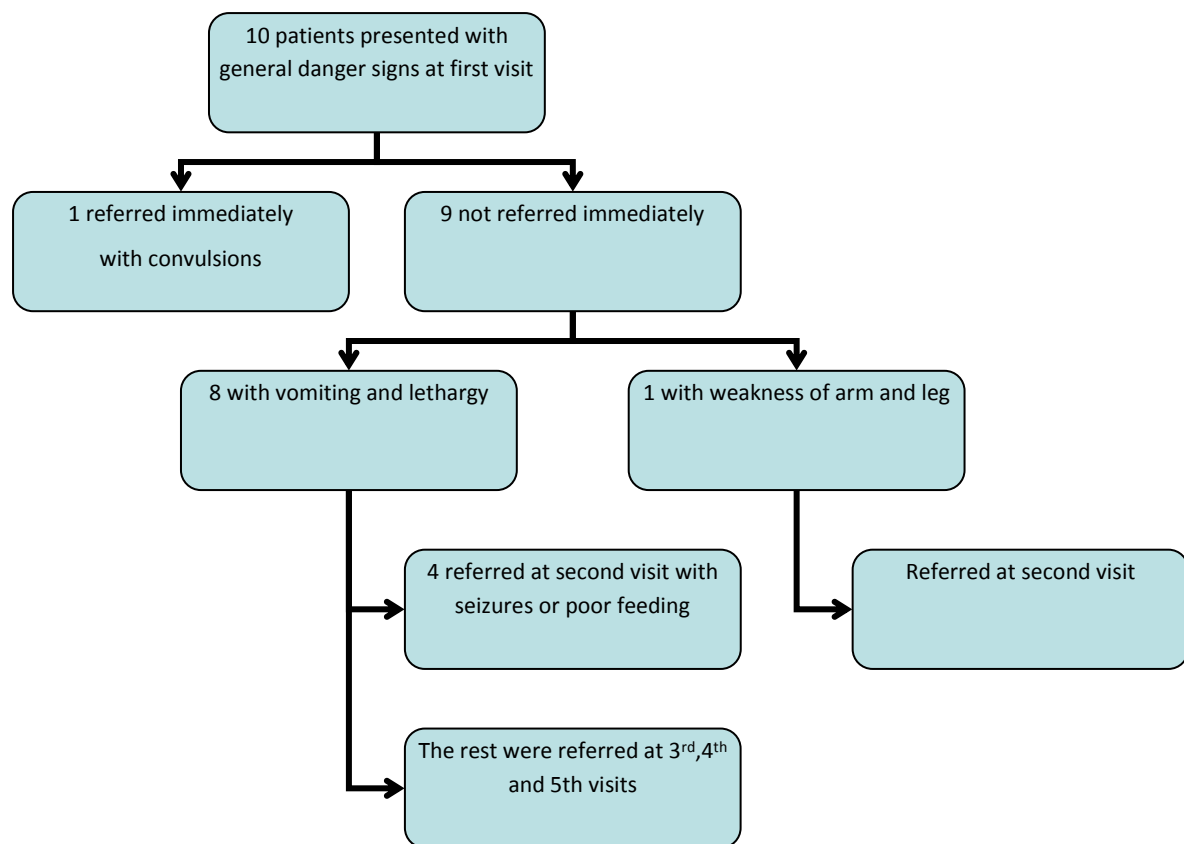 10 patients presented with
general danger signs at first visit
1 referred immediately
with convulsions
9 not referred immediately
8 with vomiting and lethargy
1 with weakness of arm and leg
4 referred at second visit with
seizures or poor feeding
Referred at second visit
The rest were referred at 3rd,4th
and 5th visits